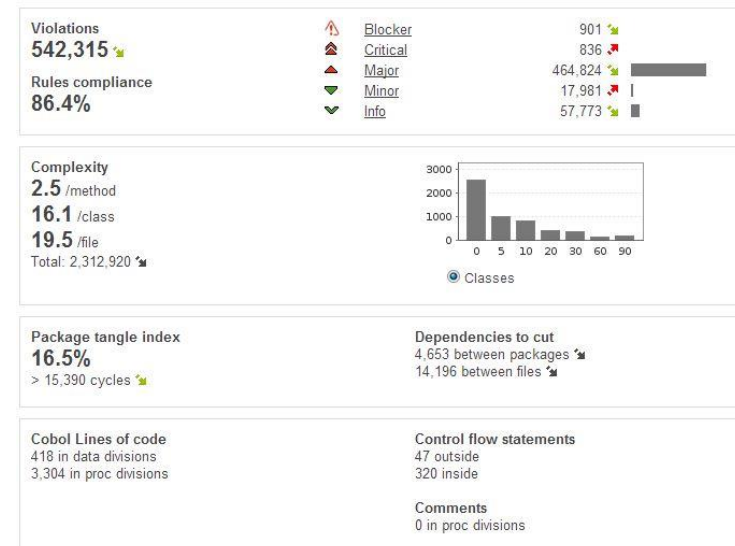 Violations
542,315
Rules compliance
86.4%
Blocker 901
Critical 836
Major 464,824
Minor 17,981
Info 57,773
Complexity
2.5 /method
16.1 /class
19.5 /file
Total: 2,312,920
3000
2000
1000
0
0 5 10 20 30 60 90
Classes
Package tangle index
16.5%
> 15,390 cycles
Dependencies to cut
4,653 between packages
14,196 between files
Cobol Lines of code
418 in data divisions
3,304 in proc divisions
Control flow statements
47 outside
320 inside
Comments
0 in proc divisions